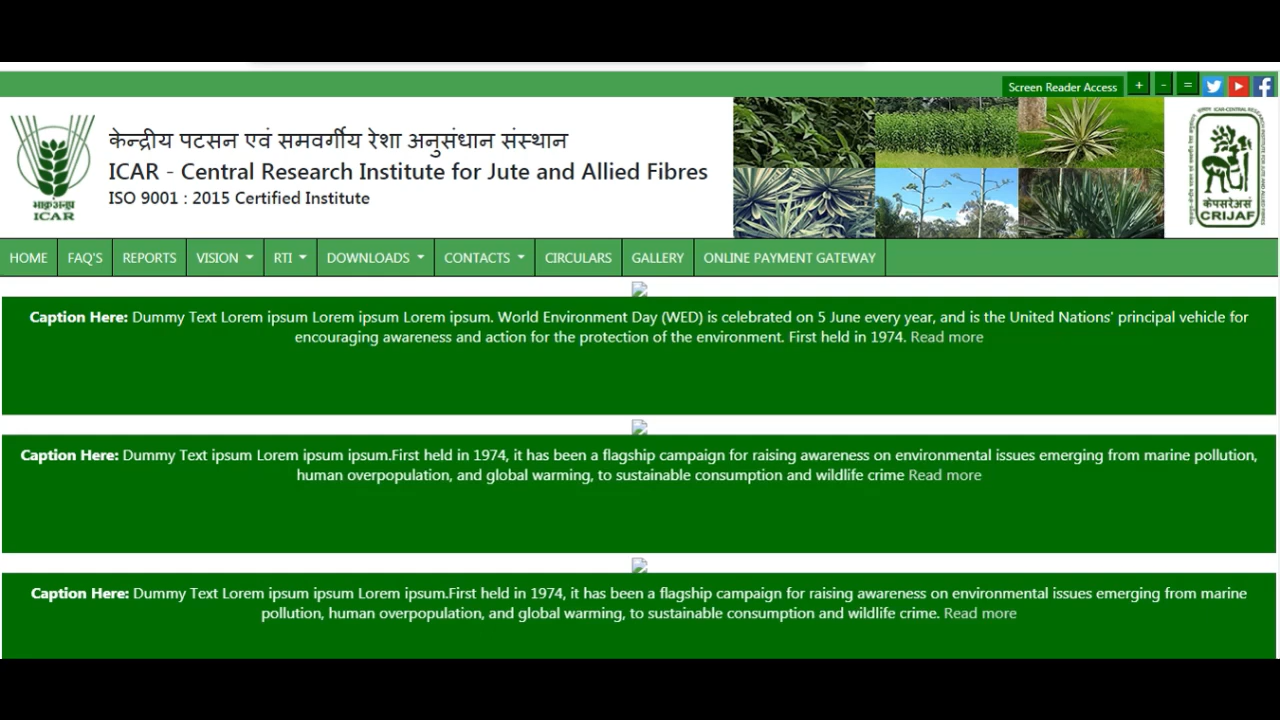 Screen Reader Access + - =
केन्द्रीय पटसन एवं समवर्गीय रेशा अनुसंधान संस्थान
ICAR - Central Research Institute for Jute and Allied Fibres
ISO 9001 : 2015 Certified Institute
भाकृअनुप
ICAR
केपसरेअसं
CRIJAF
HOME FAQ'S REPORTS VISION RTI DOWNLOADS CONTACTS CIRCULARS GALLERY ONLINE PAYMENT GATEWAY
Caption Here: Dummy Text Lorem ipsum Lorem ipsum Lorem ipsum. World Environment Day (WED) is celebrated on 5 June every year, and is the United Nations' principal vehicle for
encouraging awareness and action for the protection of the environment. First held in 1974. Read more
Caption Here: Dummy Text ipsum Lorem ipsum ipsum.First held in 1974, it has been a flagship campaign for raising awareness on environmental issues emerging from marine pollution,
human overpopulation, and global warming, to sustainable consumption and wildlife crime Read more
Caption Here: Dummy Text Lorem ipsum ipsum Lorem ipsum.First held in 1974, it has been a flagship campaign for raising awareness on environmental issues emerging from marine
pollution, human overpopulation, and global warming, to sustainable consumption and wildlife crime. Read more